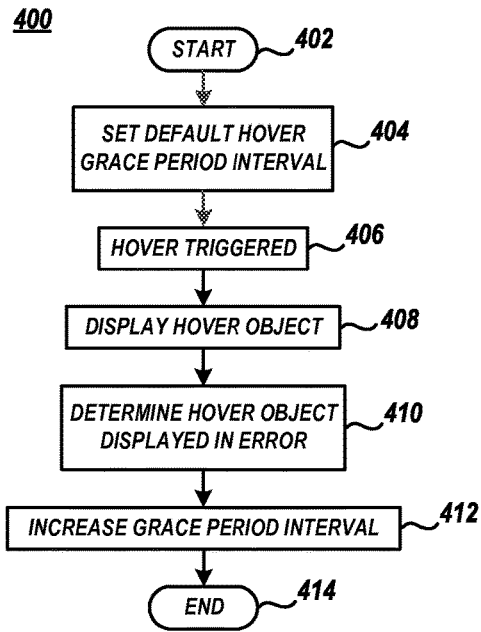 400
START
402
SET DEFAULT HOVER
GRACE PERIOD INTERVAL
404
HOVER TRIGGERED
406
DISPLAY HOVER OBJECT
408
DETERMINE HOVER OBJECT
DISPLAYED IN ERROR
410
INCREASE GRACE PERIOD INTERVAL
412
END
414